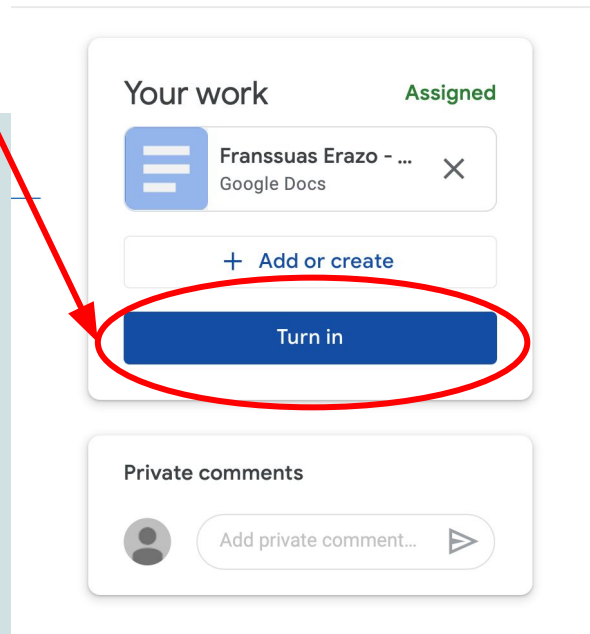 Your work
Assigned
Franssuas Erazo - ...
Google Docs
+ Add or create
Turn in
Private comments
Add private comment...